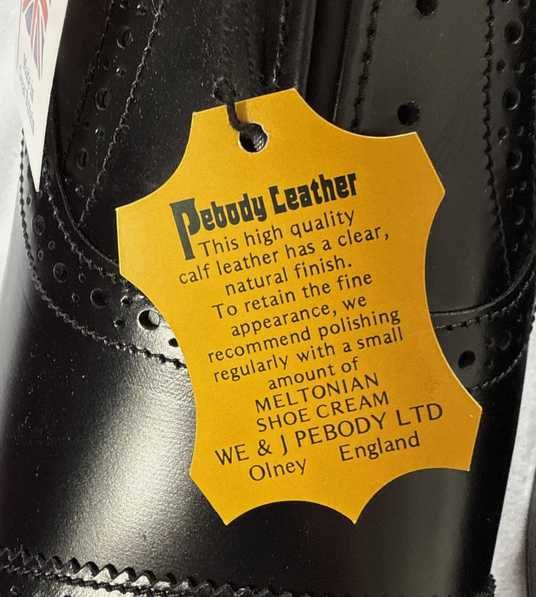 Pebody Leather
This high quality
calf leather has a clear,
natural finish.
To retain the fine
appearance, we
recommend polishing
regularly with a small
amount of
MELTONIAN
SHOE CREAM
WE & J PEBODY LTD
Olney England